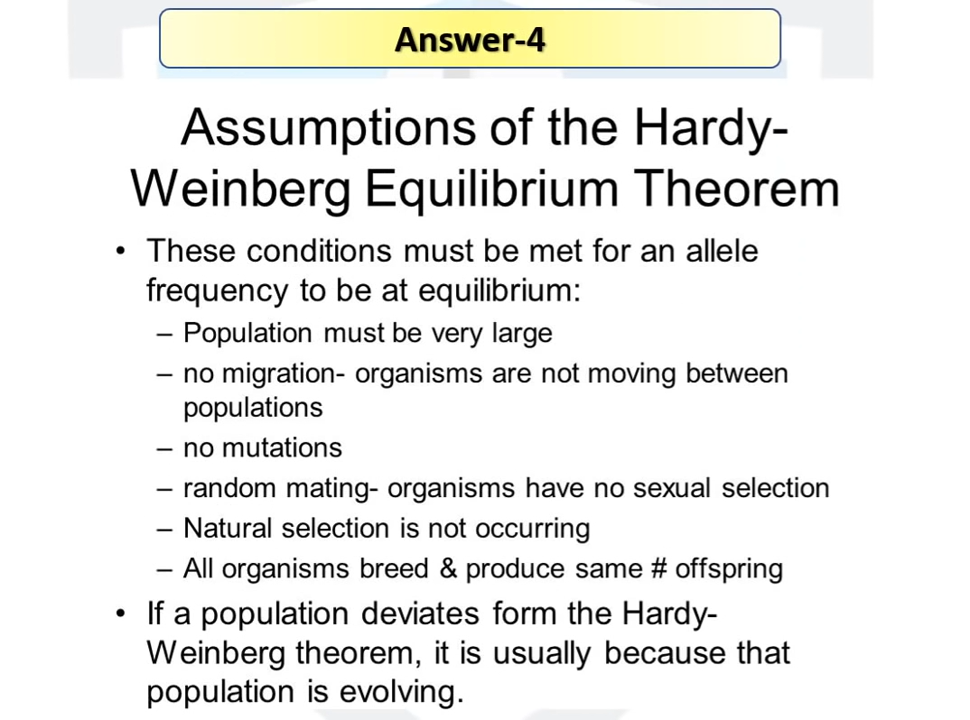 Answer-4
Assumptions of the Hardy-
Weinberg Equilibrium Theorem
• These conditions must be met for an allele
frequency to be at equilibrium:
– Population must be very large
– no migration- organisms are not moving between
populations
– no mutations
– random mating- organisms have no sexual selection
– Natural selection is not occurring
– All organisms breed & produce same # offspring
• If a population deviates form the Hardy-
Weinberg theorem, it is usually because that
population is evolving.